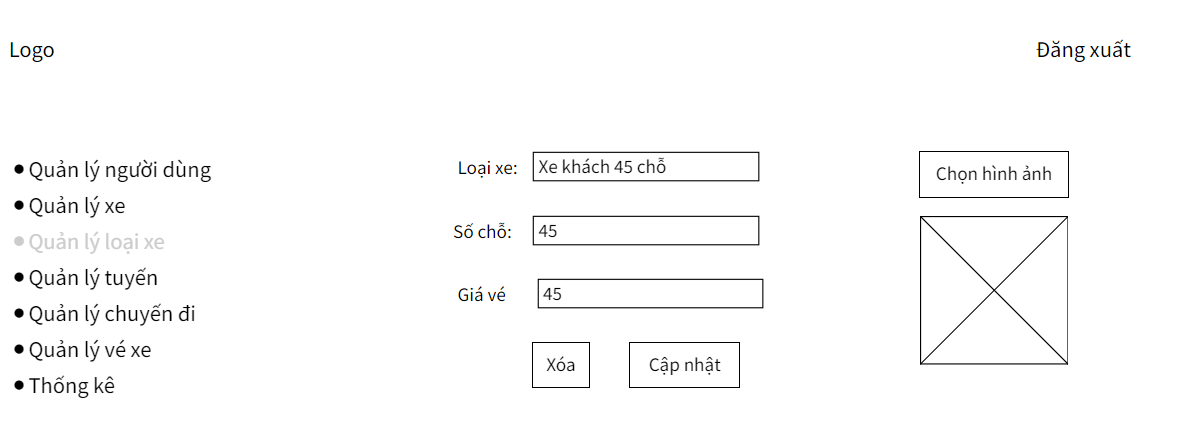 Logo
Đăng xuất
Quản lý người dùng
Quản lý xe
Quản lý loại xe
Quản lý tuyến
Quản lý chuyến đi
Quản lý vé xe
Thống kê
Loại xe: Xe khách 45 chỗ
Số chỗ: 45
Giá vé 45
Xóa
Cập nhật
Chọn hình ảnh